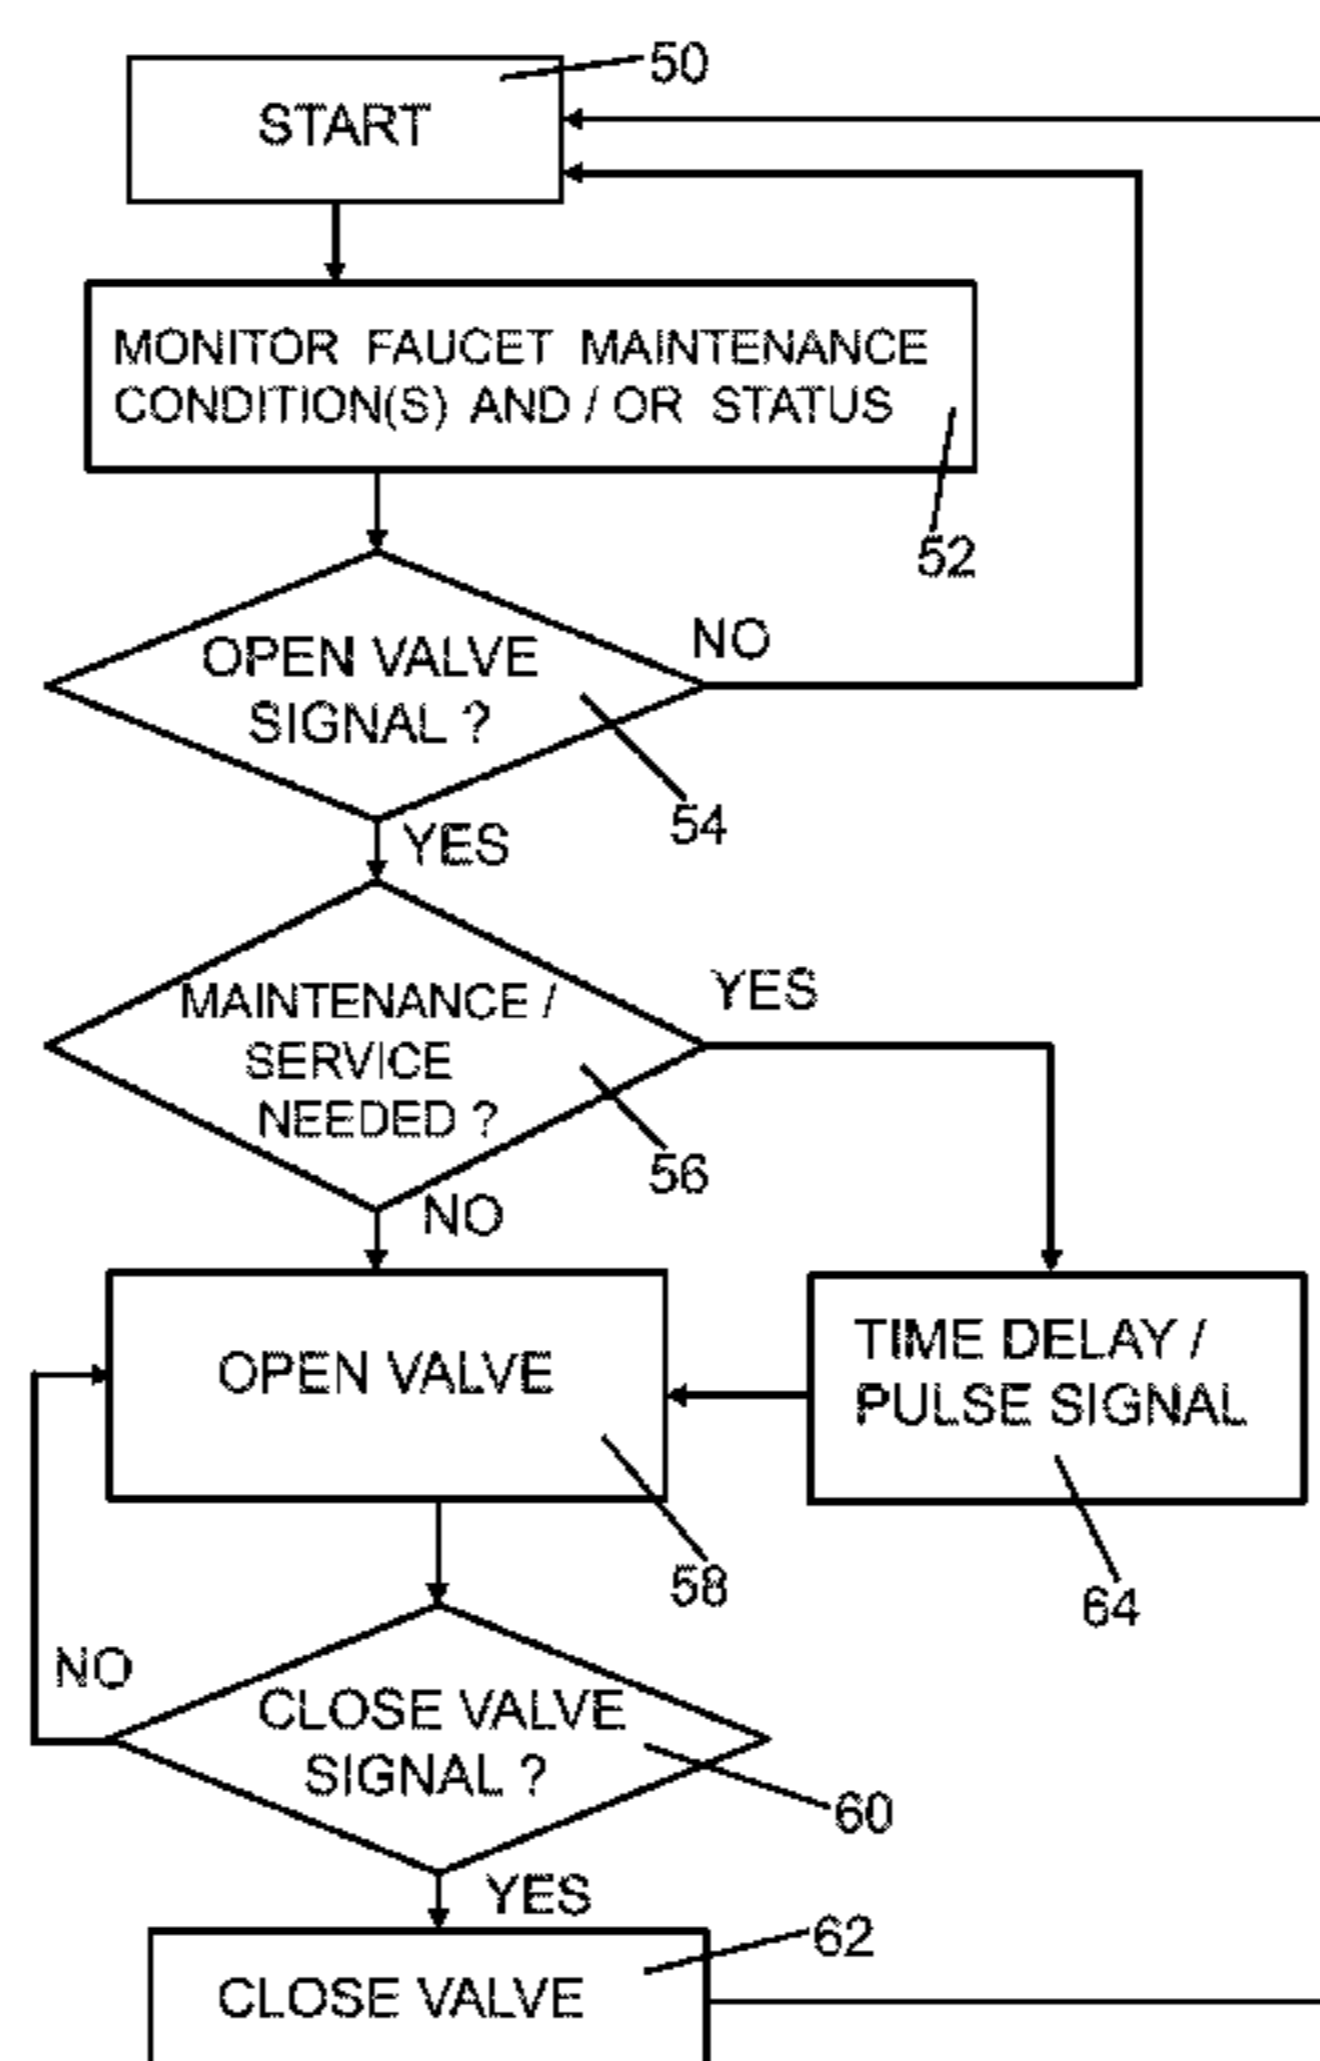 50
START
MONITOR FAUCET MAINTENANCE
CONDITION(S) AND / OR STATUS
52
OPEN VALVE
SIGNAL ?
NO
54
YES
MAINTENANCE /
SERVICE
NEEDED ?
YES
56
NO
OPEN VALVE
TIME DELAY /
PULSE SIGNAL
58
64
NO
CLOSE VALVE
SIGNAL ?
60
YES
62
CLOSE VALVE